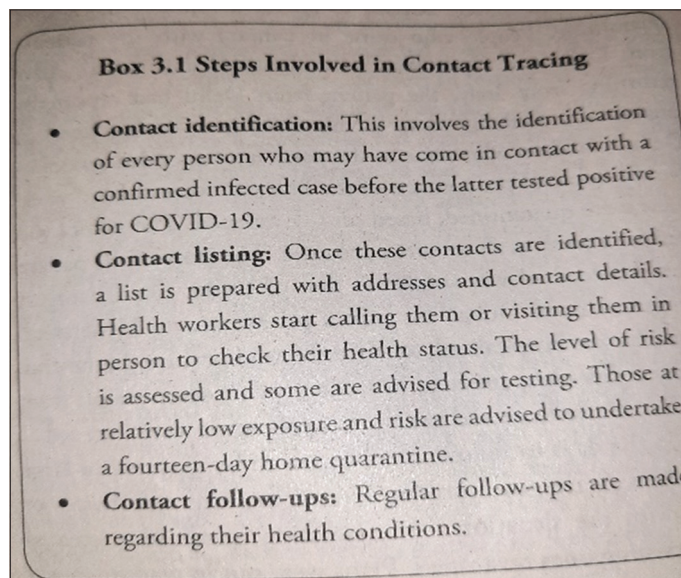 Box 3.1 Steps Involved in Contact Tracing
• Contact identification: This involves the identification
of every person who may have come in contact with a
confirmed infected case before the latter tested positive
for COVID-19.
• Contact listing: Once these contacts are identified,
a list is prepared with addresses and contact details.
Health workers start calling them or visiting them in
person to check their health status. The level of risk
is assessed and some are advised for testing. Those at
relatively low exposure and risk are advised to undertake
a fourteen-day home quarantine.
• Contact follow-ups: Regular follow-ups are made
regarding their health conditions.